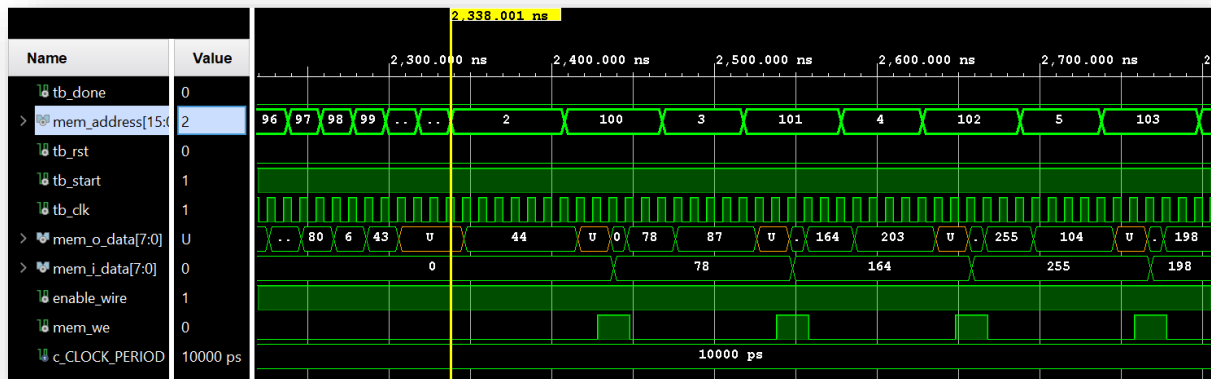 2,338.001 ns
Name Value
2,300.000 ns 2,400.000 ns 2,500.000 ns 2,600.000 ns 2,700.000 ns 2
tb_done 0
mem_address[15:0 2 96 97 98 99 .. .. 2 100 3 101 4 102 5 103
tb_rst 0
tb_start 1
tb_clk 1
mem_o_data[7:0] U .. 80 6 43 U 44 U 0 78 87 U . 164 203 U . 255 104 U . 198
mem_i_data[7:0] 0 0 78 164 255 198
enable_wire 1
mem_we 0
c_CLOCK_PERIOD 10000 ps 10000 ps